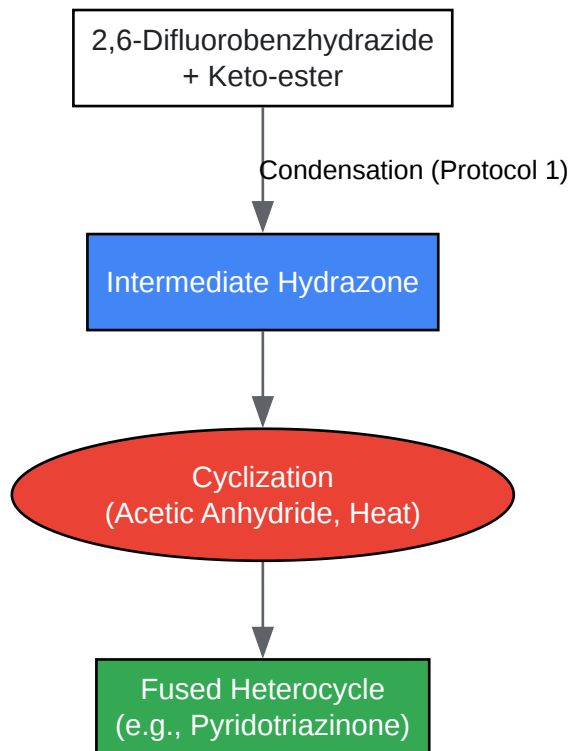 2,6-Difluorobenzhydrazide
+ Keto-ester
Condensation (Protocol 1)
Intermediate Hydrazone
Cyclization
(Acetic Anhydride, Heat)
Fused Heterocycle
(e.g., Pyridotriazinone)